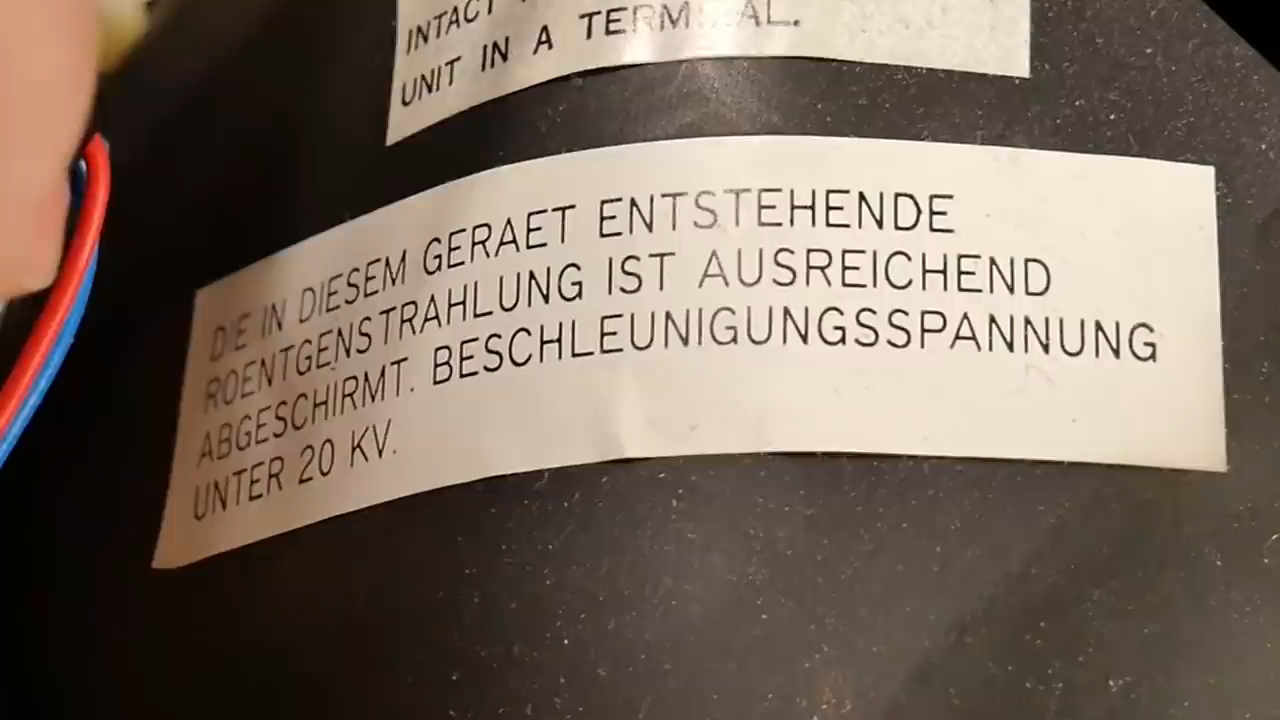 INTACT
UNIT IN A TERMINAL.
DIE IN DIESEM GERAET ENTSTEHENDE
ROENTGENSTRAHLUNG IST AUSREICHEND
ABGESCHIRMT. BESCHLEUNIGUNGSSPANNUNG
UNTER 20 KV.